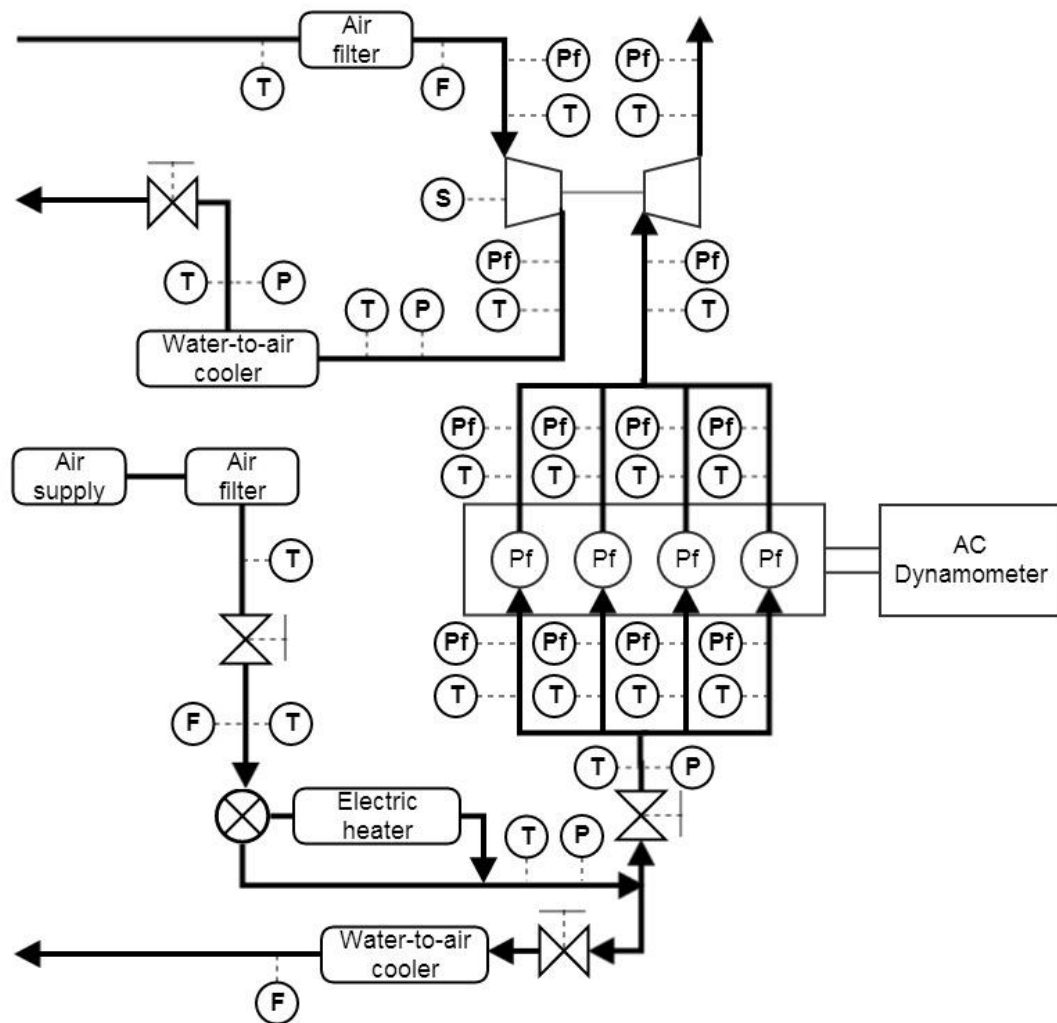 Air
filter
Pf
Pf
T
F
T
T
S
Pf
Pf
T
P
T
P
T
T
Water-to-air
cooler
Pf
Pf
Pf
Pf
Air
supply
Air
filter
T
T
T
T
T
Pf
Pf
Pf
Pf
AC
Dynamometer
Pf
Pf
Pf
Pf
T
T
T
T
F
T
T
P
Electric
heater
T
P
Water-to-air
cooler
F